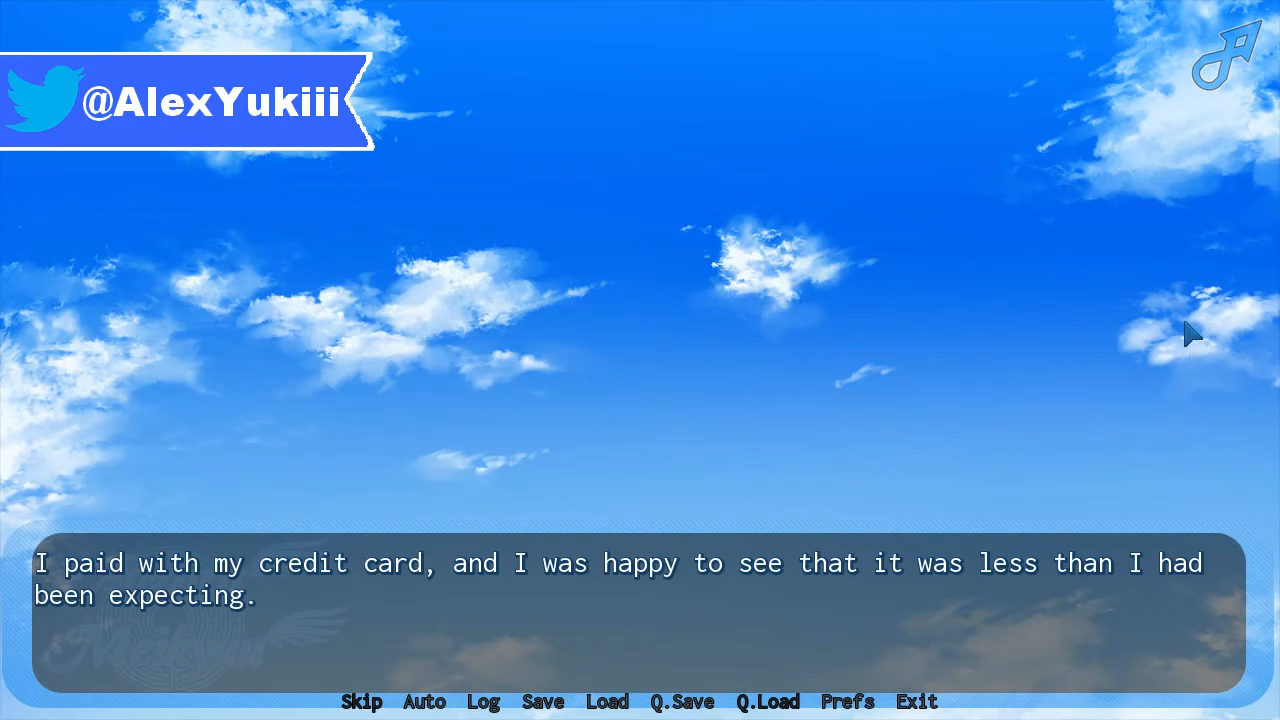 @AlexYukiii
I paid with my credit card, and I was happy to see that it was less than I had
been expecting.
Skip Auto Log Save Load Q.Save Q.Load Prefs Exit